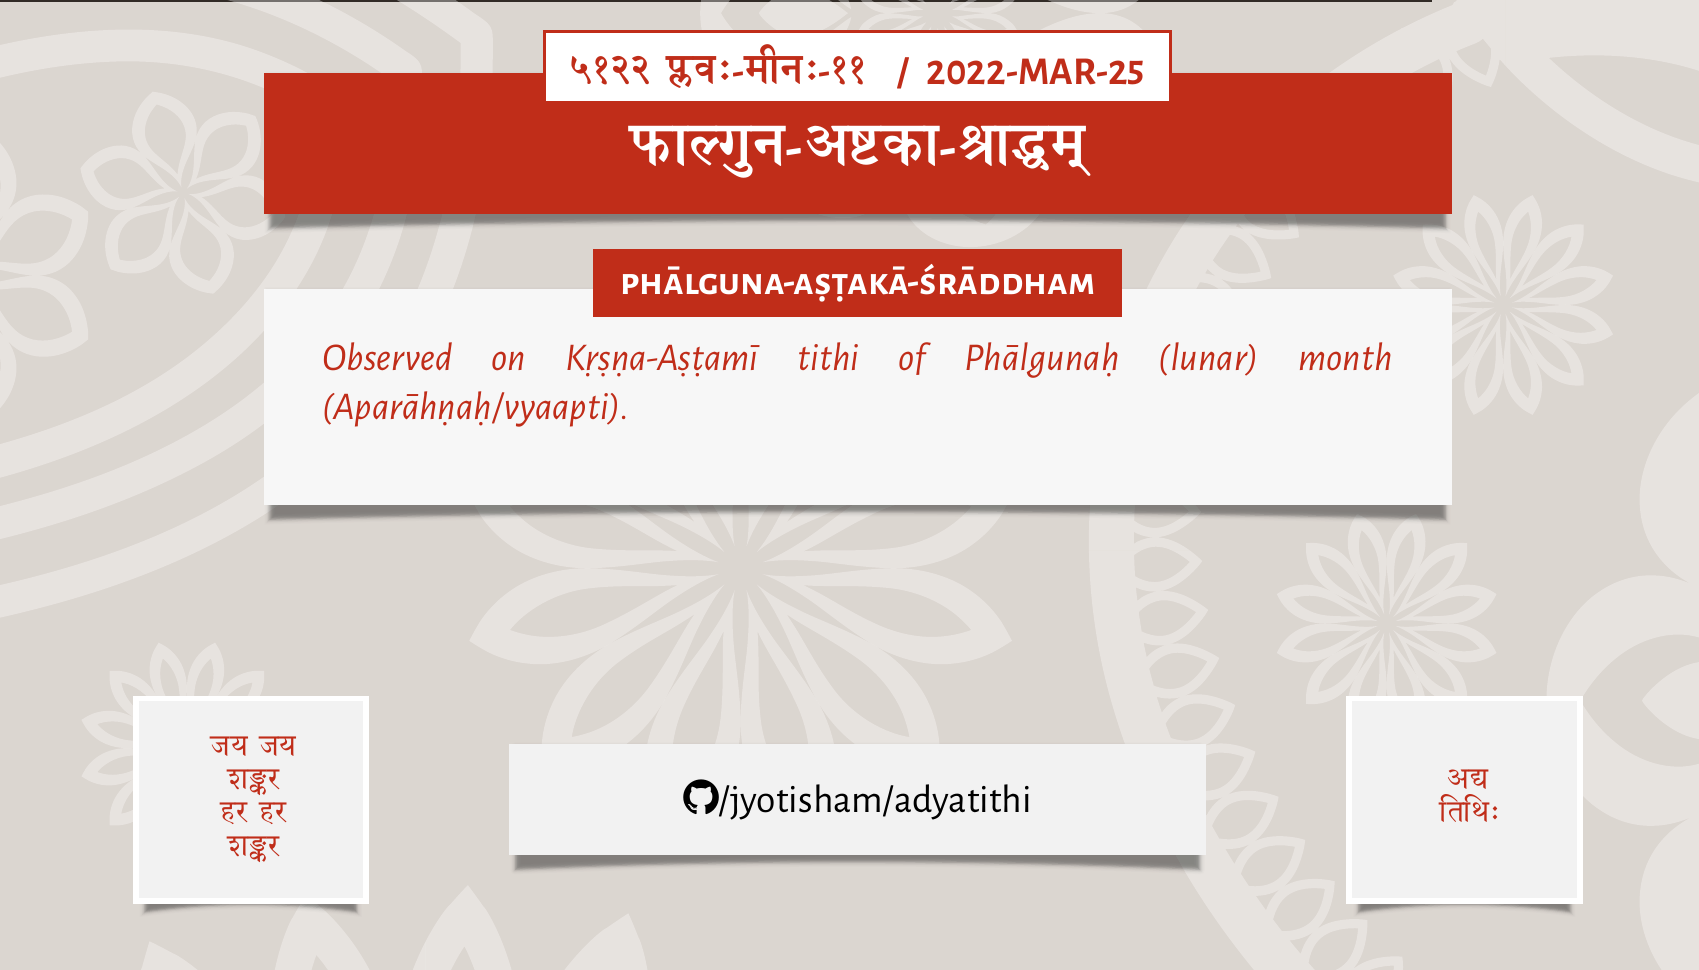 ५१२२ प्लवः-मीनः-११ / 2022-MAR-25
फाल्गुन-अष्टका-श्राद्धम्
PHĀLGUNA-AṢṬAKĀ-ŚRĀDDHAM
Observed on Kṛṣṇa-Aṣṭamī tithi of Phālgunaḥ (lunar) month
(Aparāhṇaḥ/vyaapti).
जय जय
शङ्कर
हर हर
शङ्कर
/jyotisham/adyatithi
अद्य
तिथिः